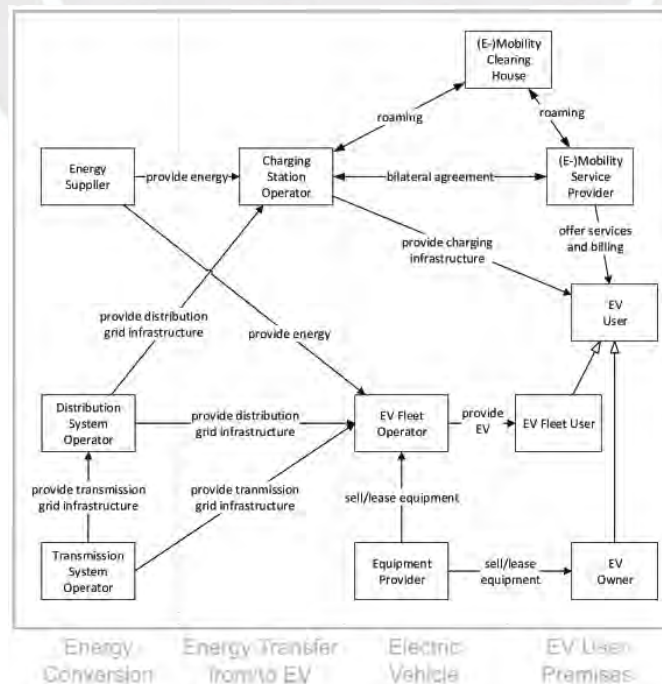 (E-)Mobility
Clearing
House
roaming
roaming
Energy
Supplier
provide energy
Charging
Station
Operator
bilateral agreement
(E-)Mobility
Service
Provider
offer services
and billing
provide charging
infrastructure
EV
User
provide distribution
grid infrastructure
provide energy
Distribution
System
Operator
provide distribution
grid infrastructure
EV Fleet
Operator
provide
EV
EV Fleet User
provide transmission
grid infrastructure
provide tranmission
grid infrastructure
sell/lease equipment
Transmission
System
Operator
Equipment
Provider
sell/lease
equipment
EV
Owner
Energy
Conversion
Energy Transfer
from/to EV
Electric
Vehicle
EV User
Premises